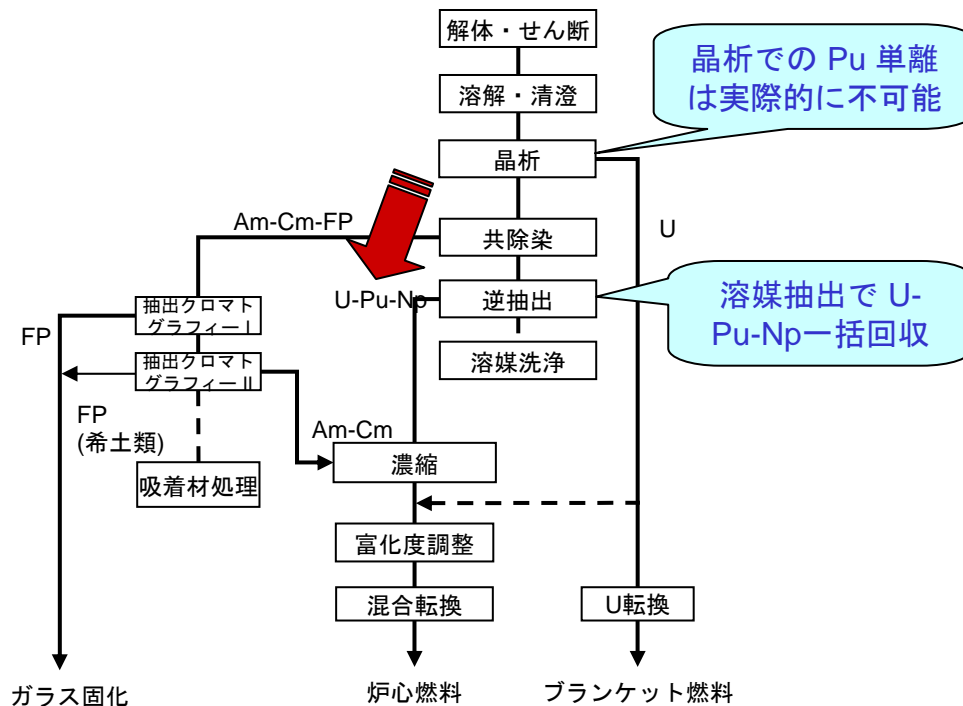 解体・せん断
溶解・清澄
晶析での Pu 単離
は実際的に不可能
晶析
Am-Cm-FP
共除染
U
U-Pu-Np
逆抽出
溶媒抽出で U-
Pu-Np一括回収
抽出クロマト
グラフィー I
FP
溶媒洗浄
抽出クロマト
グラフィー II
FP
(希土類)
Am-Cm
濃縮
吸着材処理
富化度調整
混合転換
U転換
ガラス固化
炉心燃料
ブランケット燃料